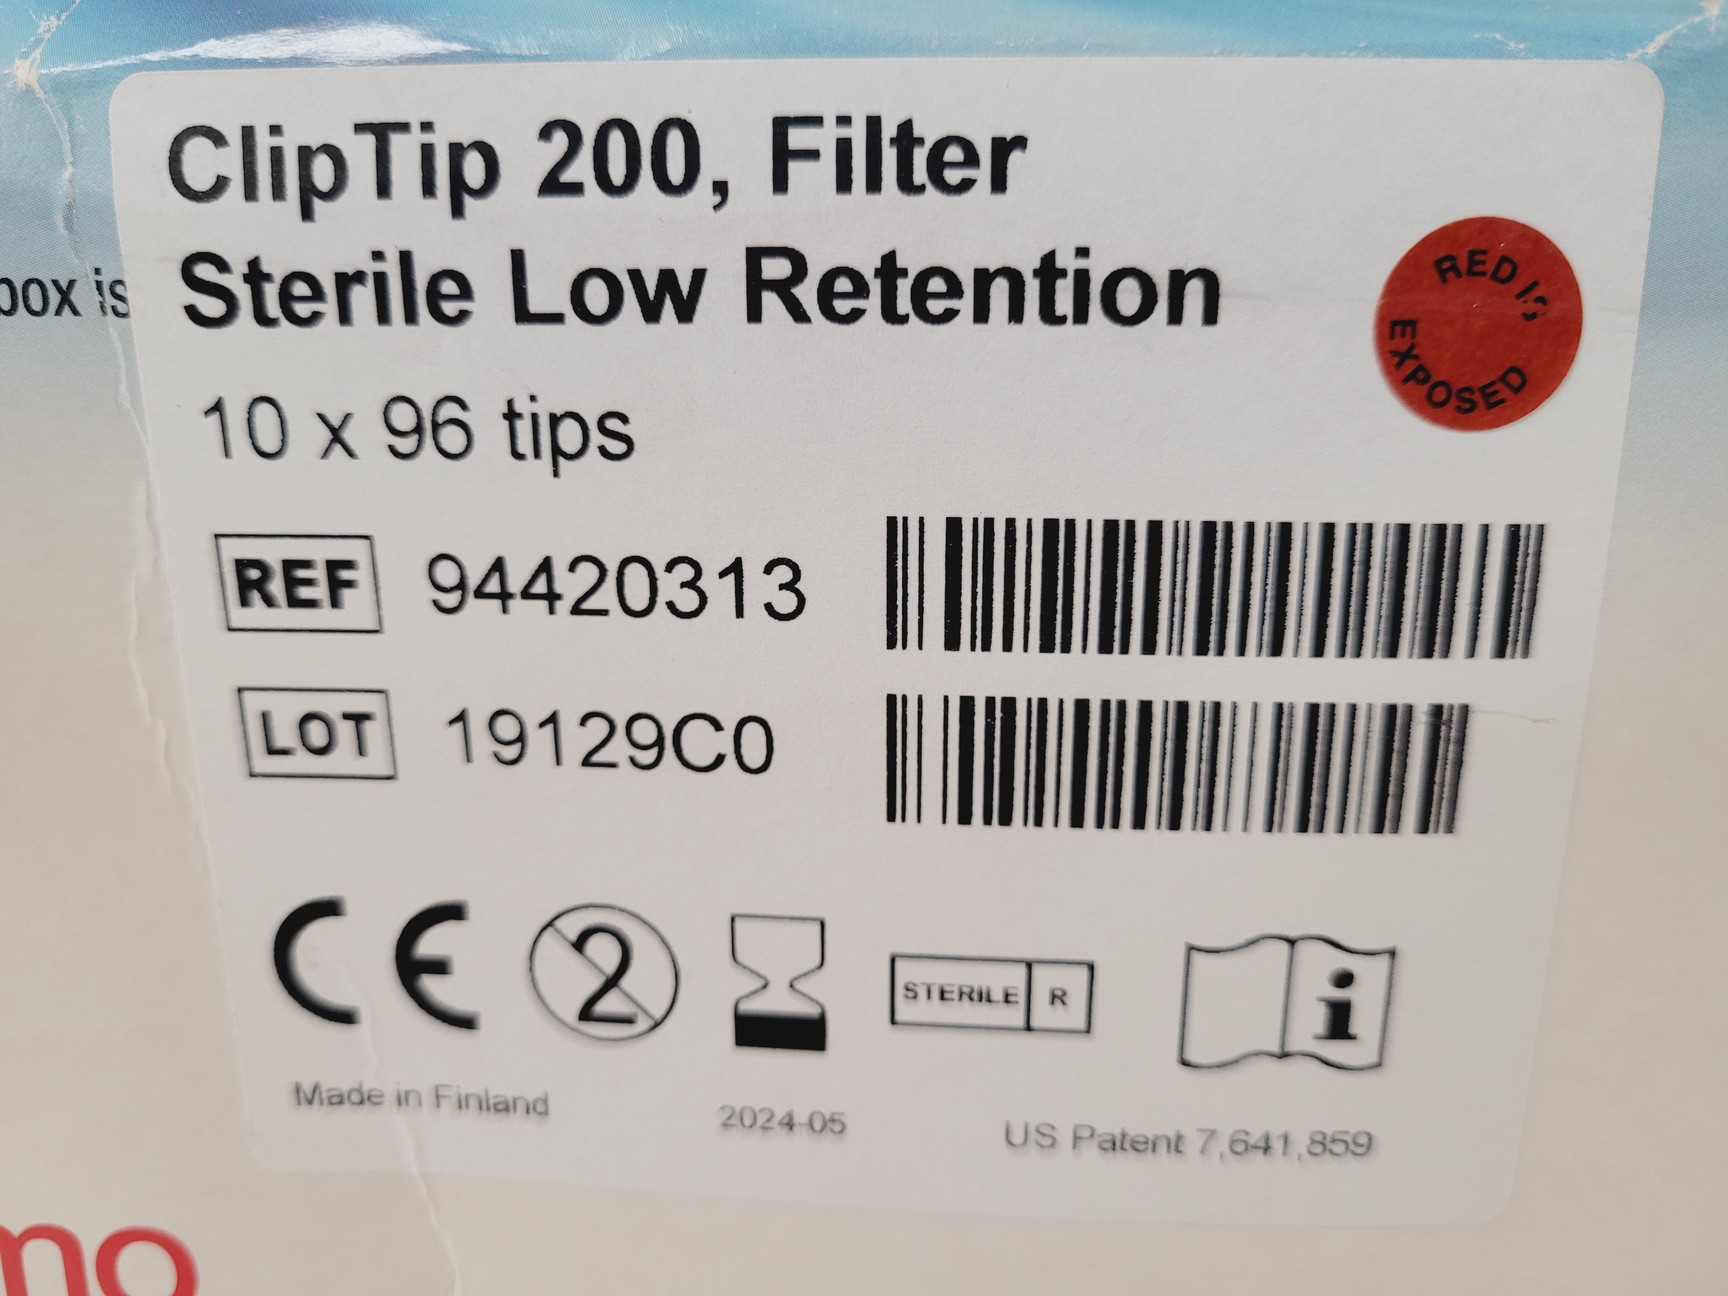 ClipTip 200, Filter
Sterile Low Retention
RED IS
EXPOSED
box is
10 x 96 tips
REF 94420313
LOT 19129C0
CE 2 STERILE R i
Made in Finland
2024-05
US Patent 7,641,859
mo